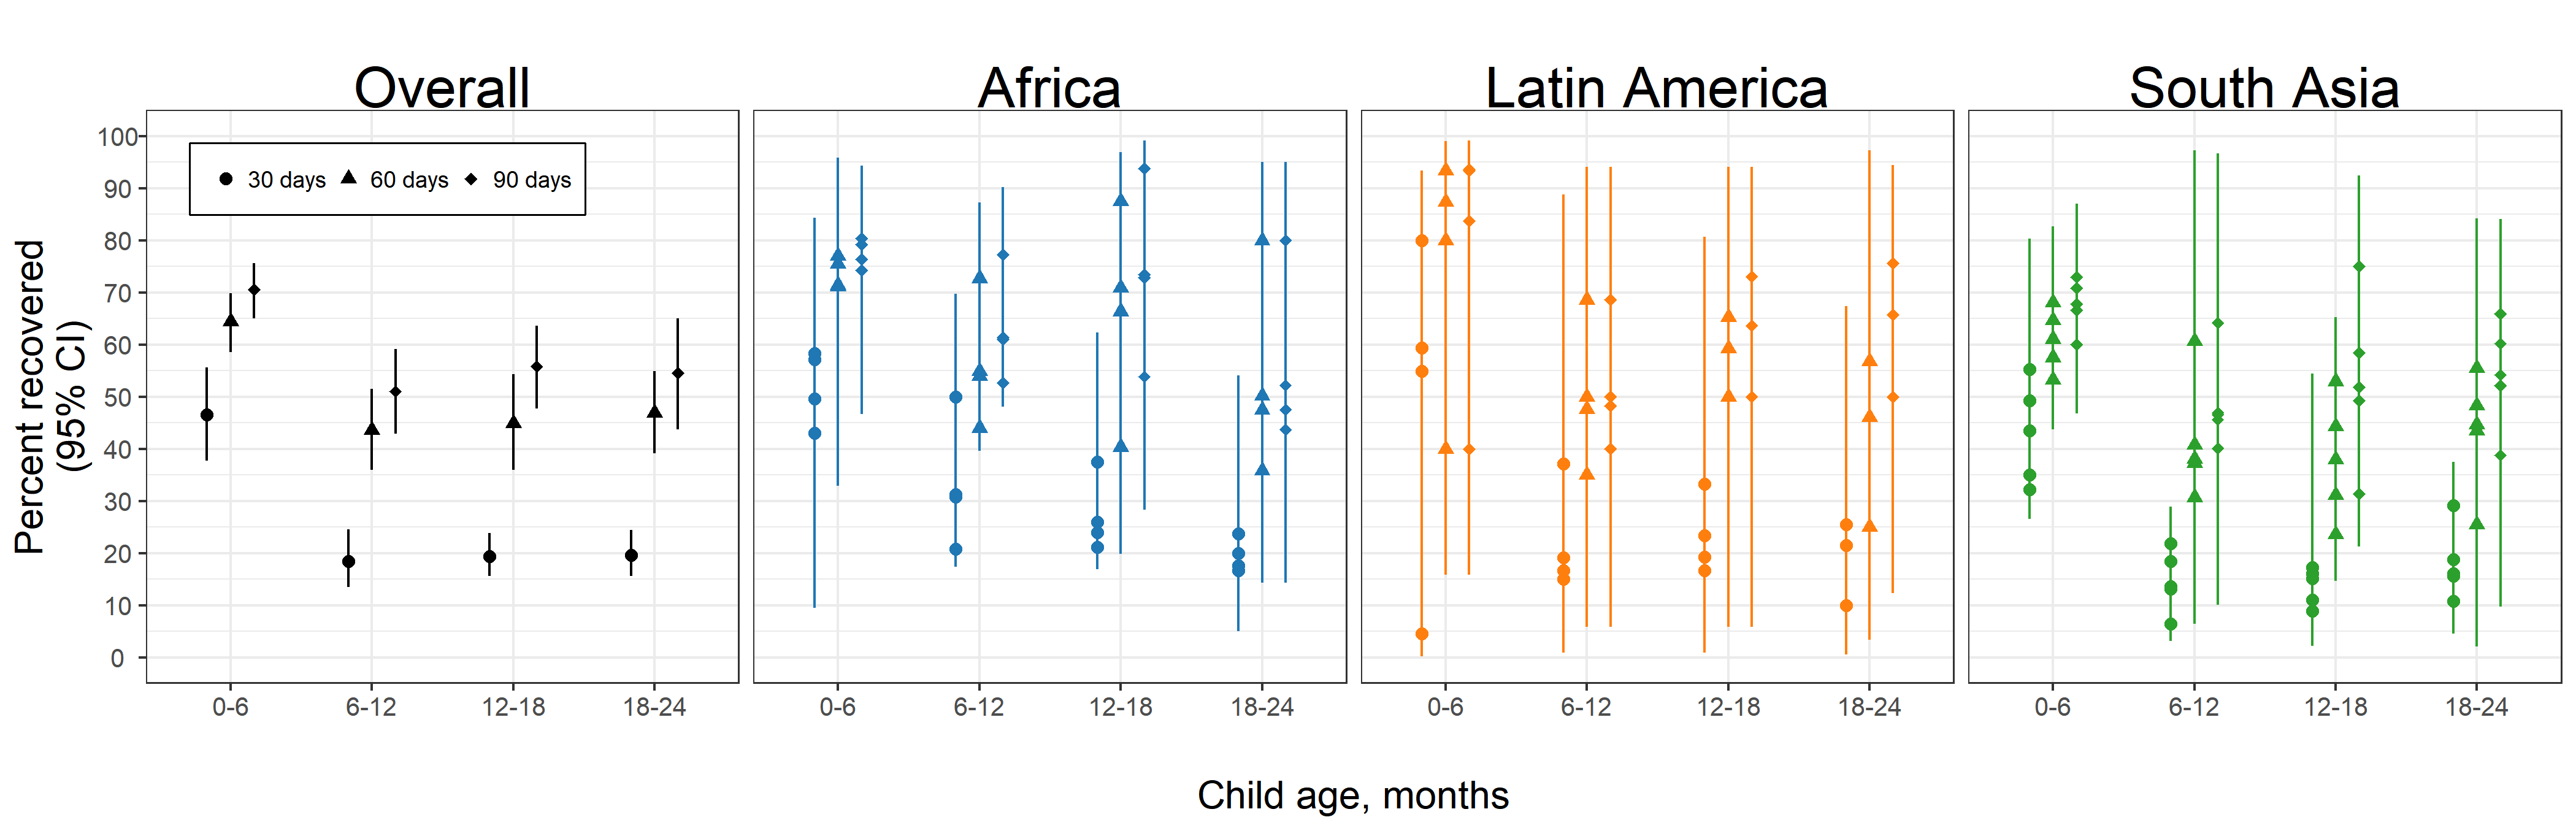 Overall Africa Latin America South Asia
Percent recovered
(95% CI)
100
90
80
70
60
50
40
30
20
10
0
30 days 60 days 90 days
0-6 6-12 12-18 18-24 0-6 6-12 12-18 18-24 0-6 6-12 12-18 18-24 0-6 6-12 12-18 18-24
Child age, months